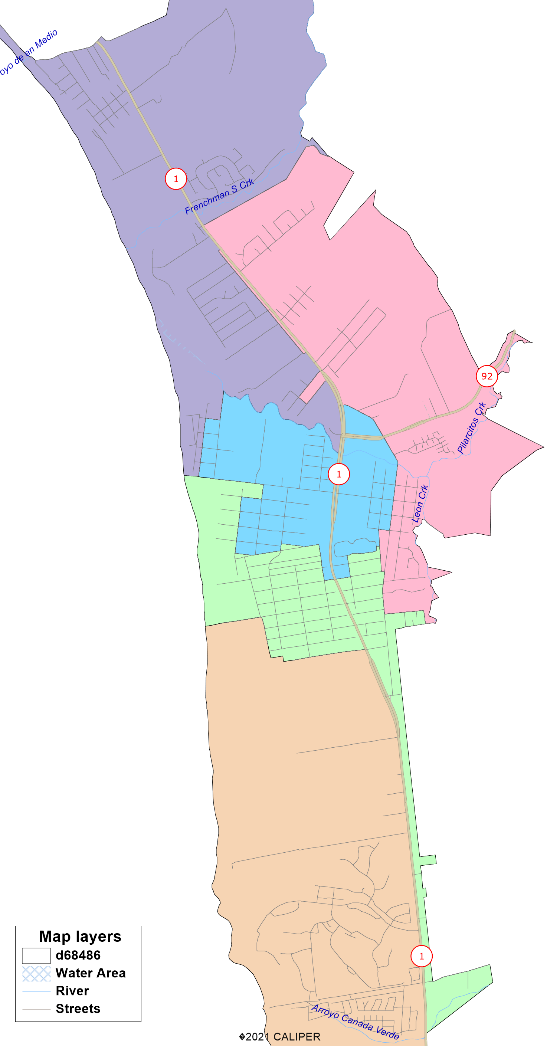 oyo de en Medio
1
Frenchman S Crk
92
Pilarcitos Crk
1
Leon Crk
1
Map layers
d68486
Water Area
River
Streets
Arroyo Canada Verde
�2021 CALIPER